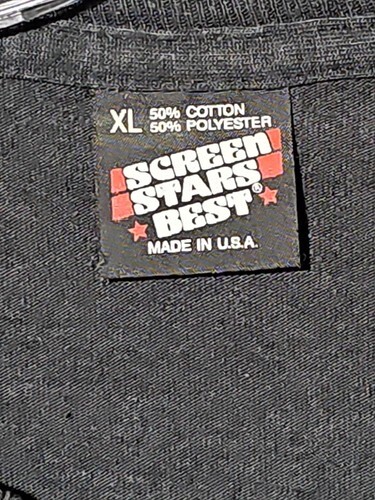 XL 50% COTTON
50% POLYESTER
SCREEN
STARS
BEST®
MADE IN U.S.A.